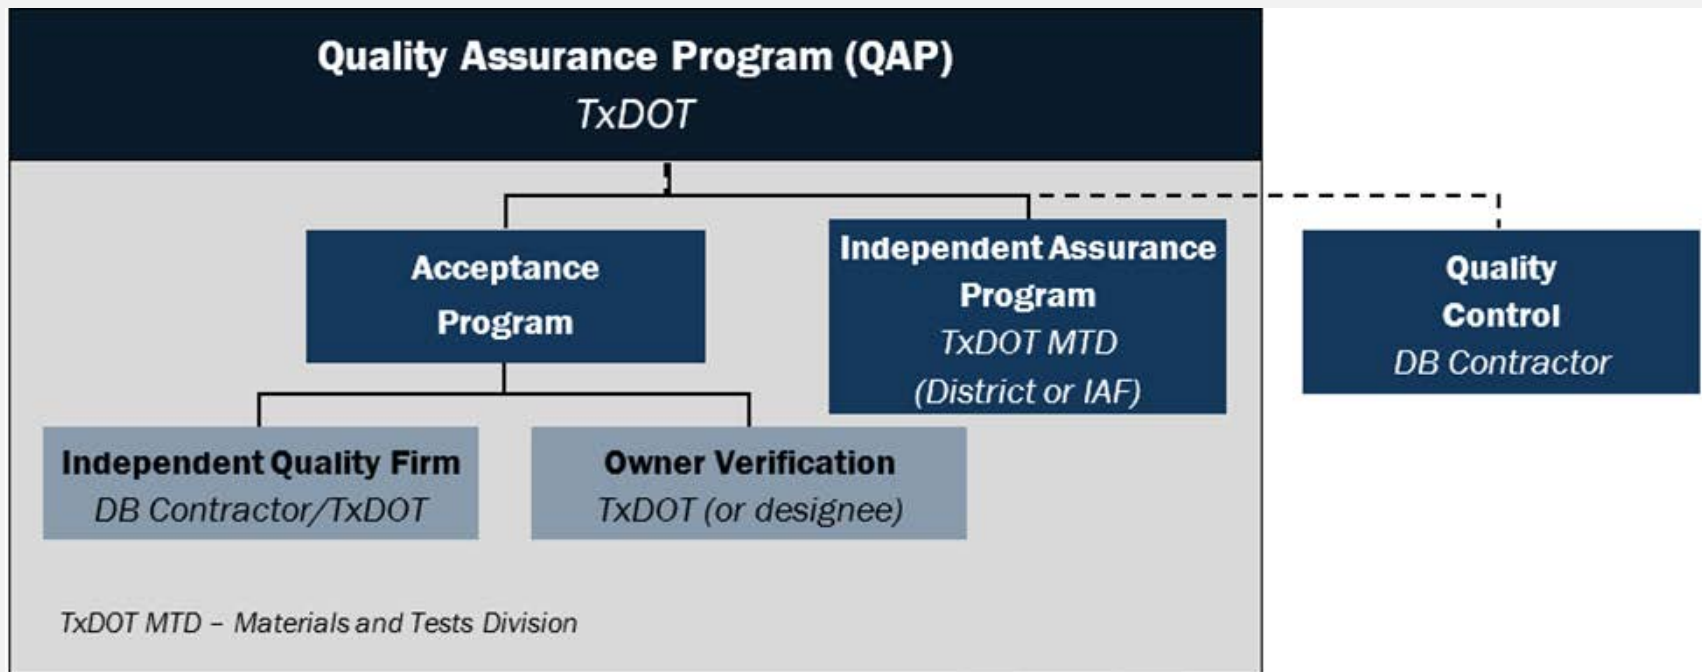 Quality Assurance Program (QAP)
TxDOT
Acceptance
Program
Independent Assurance
Program
TxDOT MTD
(District or IAF)
Quality
Control
DB Contractor
Independent Quality Firm
DB Contractor/TxDOT
Owner Verification
TxDOT (or designee)
TxDOT MTD – Materials and Tests Division